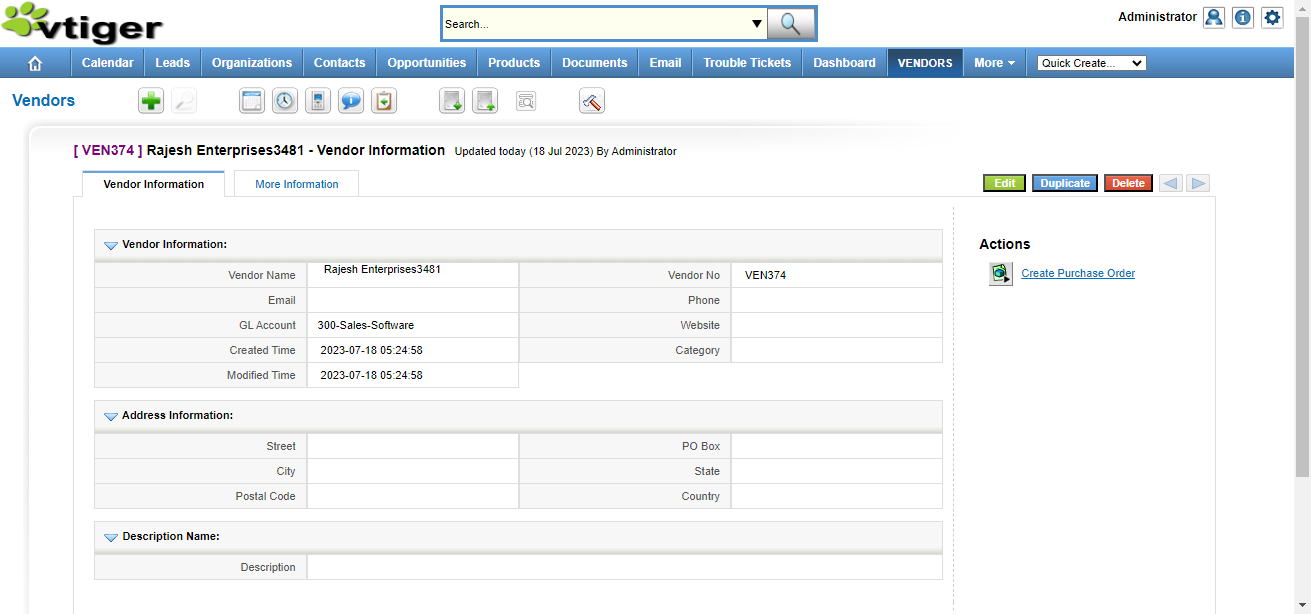 vtiger
Search...
Administrator
Calendar Leads Organizations Contacts Opportunities Products Documents Email Trouble Tickets Dashboard VENDORS More Quick Create...
Vendors
[ VEN374 ] Rajesh Enterprises3481 - Vendor Information Updated today (18 Jul 2023) By Administrator
Vendor Information More Information Edit Duplicate Delete
Vendor Information:
Vendor Name Rajesh Enterprises3481 Vendor No VEN374
Email Phone
GL Account 300-Sales-Software Website
Created Time 2023-07-18 05:24:58 Category
Modified Time 2023-07-18 05:24:58
Address Information:
Street PO Box
City State
Postal Code Country
Description Name:
Description
Actions
Create Purchase Order